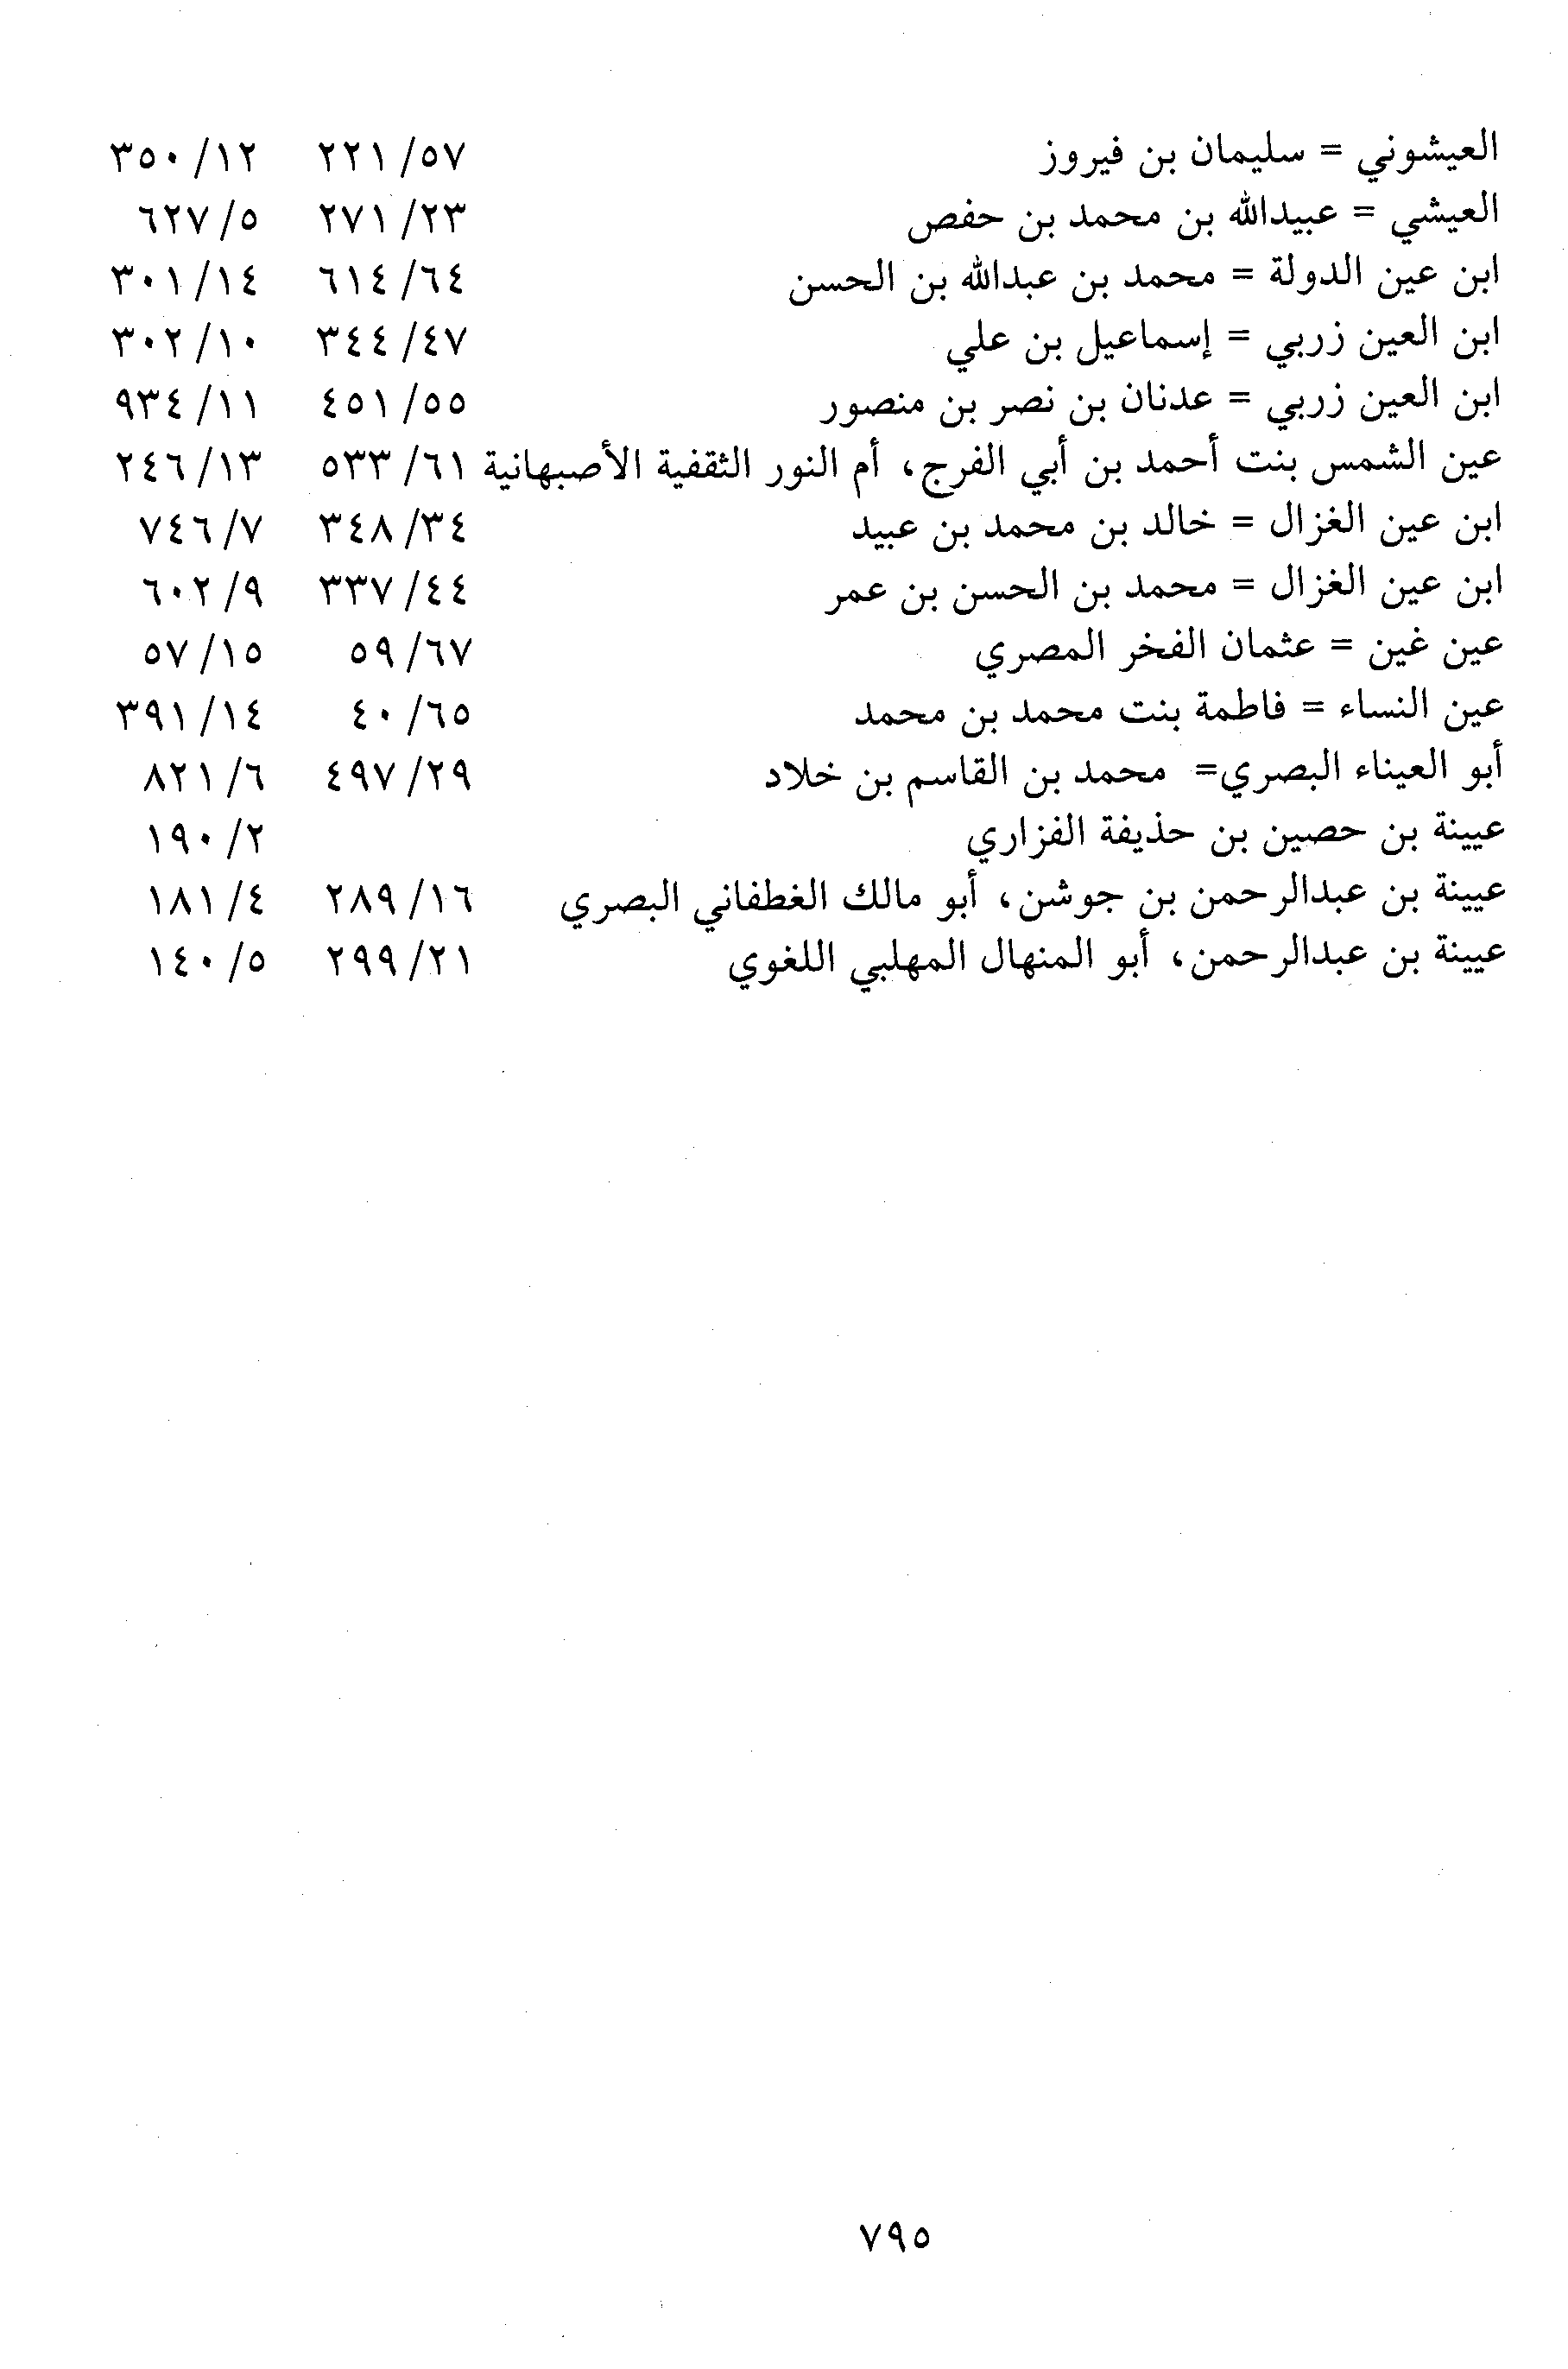 العيشوني = سليمان بن فيروز ٥٧/ ٢٢١ ١٢/ ٣٥٠
العيشي = عبيدالله بن محمد بن حفص ٢٣/ ٢٧١ ٥/ ٦٢٧
ابن عين الدولة = محمد بن عبدالله بن الحسن ٦٤/ ٦١٤ ١٤/ ٣٠١
ابن العين زربي = إسماعيل بن علي ٤٧/ ٣٤٤ ١٠/ ٣٠٢
ابن العين زربي = عدنان بن نصر بن منصور ٥٥/ ٤٥١ ١١/ ٩٣٤
عين الشمس بنت أحمد بن أبي الفرج، أم النور الثقفية الأصبهانية ٦١/ ٥٣٣ ١٣/ ٢٤٦
ابن عين الغزال = خالد بن محمد بن عبيد ٣٤/ ٣٤٨ ٧/ ٧٤٦
ابن عين الغزال = محمد بن الحسن بن عمر ٤٤/ ٣٣٧ ٩/ ٦٠٢
عين غين = عثمان الفخر المصري ٦٧/ ٥٩ ١٥/ ٥٧
عين النساء = فاطمة بنت محمد بن محمد ٦٥/ ٤٠ ١٤/ ٣٩١
أبو العيناء البصري= محمد بن القاسم بن خلاد ٢٩/ ٤٩٧ ٦/ ٨٢١
عيينة بن حصين بن حذيفة الفزاري ٢/ ١٩٠
عيينة بن عبدالرحمن بن جوشن، أبو مالك الغطفاني البصري ١٦/ ٢٨٩ ٤/ ١٨١
عيينة بن عبدالرحمن، أبو المنهال المهلبي اللغوي ٢١/ ٢٩٩ ٥/ ١٤٠
٧٩٥